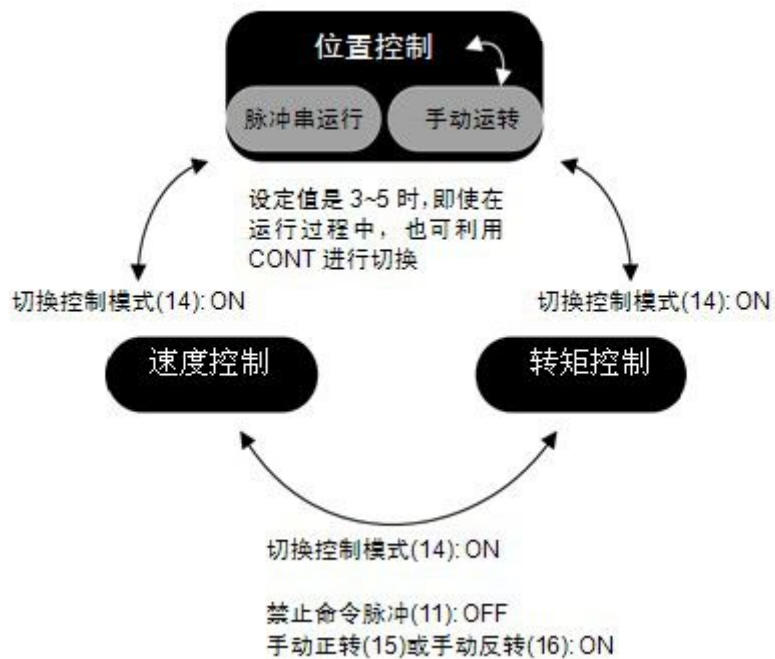 位置控制
脉冲串运行
手动运转
设定值是 3~5 时,即使在
运行过程中，也可利用
CONT 进行切换
切换控制模式(14): ON
切换控制模式(14): ON
速度控制
转矩控制
切换控制模式(14): ON
禁止命令脉冲(11): OFF
手动正转(15)或手动反转(16): ON